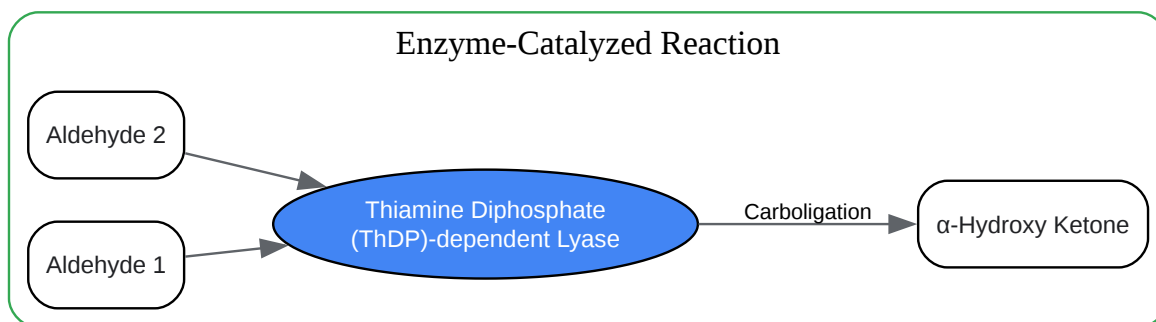 Enzyme-Catalyzed Reaction
Aldehyde 2
Thiamine Diphosphate
(ThDP)-dependent Lyase
Carboligation
α-Hydroxy Ketone
Aldehyde 1